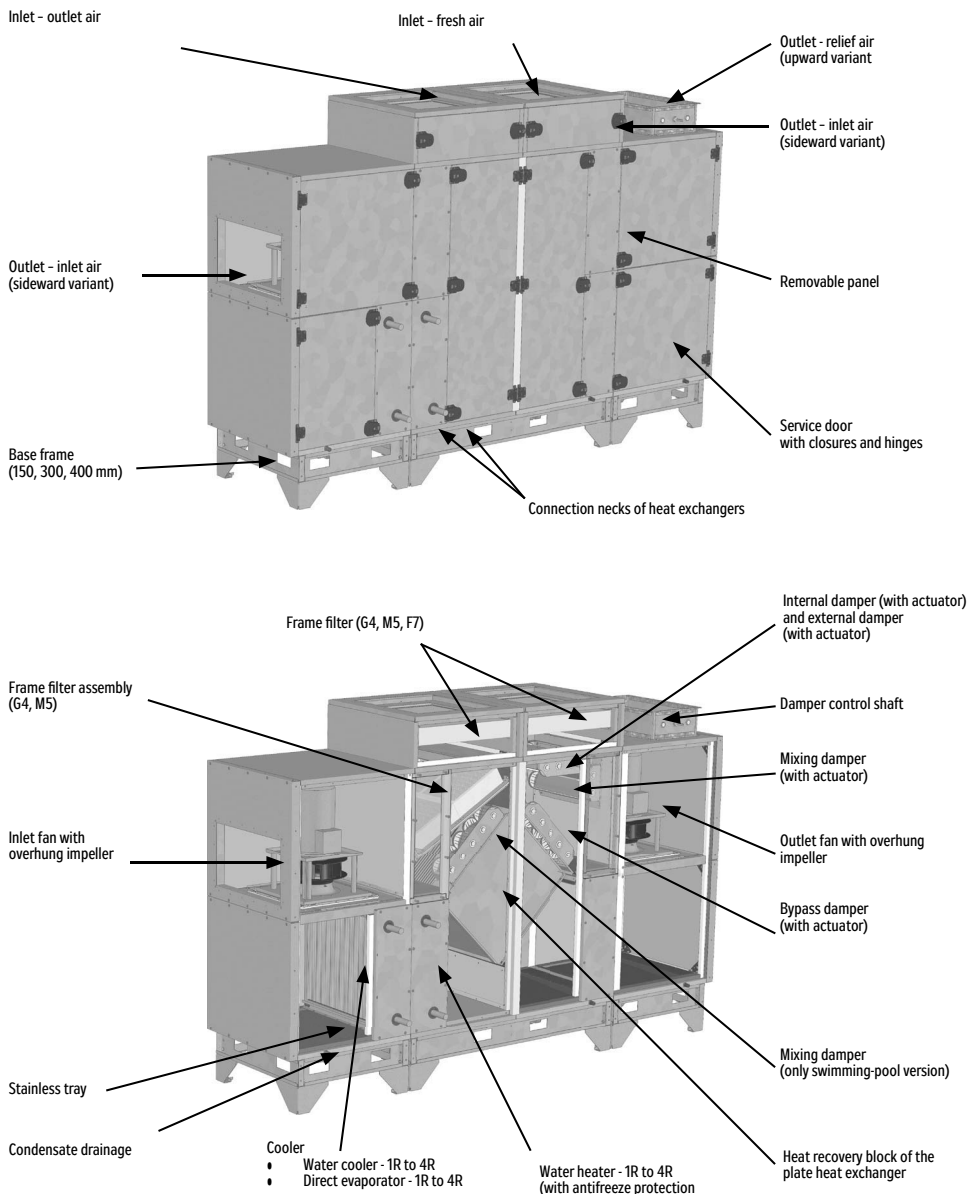 Inlet – outlet air
Inlet – fresh air
Outlet - relief air
(upward variant
Outlet – inlet air
(sideward variant)
Outlet – inlet air
(sideward variant)
Removable panel
Service door
with closures and hinges
Base frame
(150, 300, 400 mm)
Connection necks of heat exchangers
Internal damper (with actuator)
and external damper
(with actuator)
Frame filter (G4, M5, F7)
Frame filter assembly
(G4, M5)
Damper control shaft
Mixing damper
(with actuator)
Inlet fan with
overhung impeller
Outlet fan with overhung
impeller
Bypass damper
(with actuator)
Mixing damper
(only swimming-pool version)
Stainless tray
Condensate drainage
Cooler
• Water cooler - 1R to 4R
• Direct evaporator - 1R to 4R
Water heater - 1R to 4R
(with antifreeze protection
Heat recovery block of the
plate heat exchanger